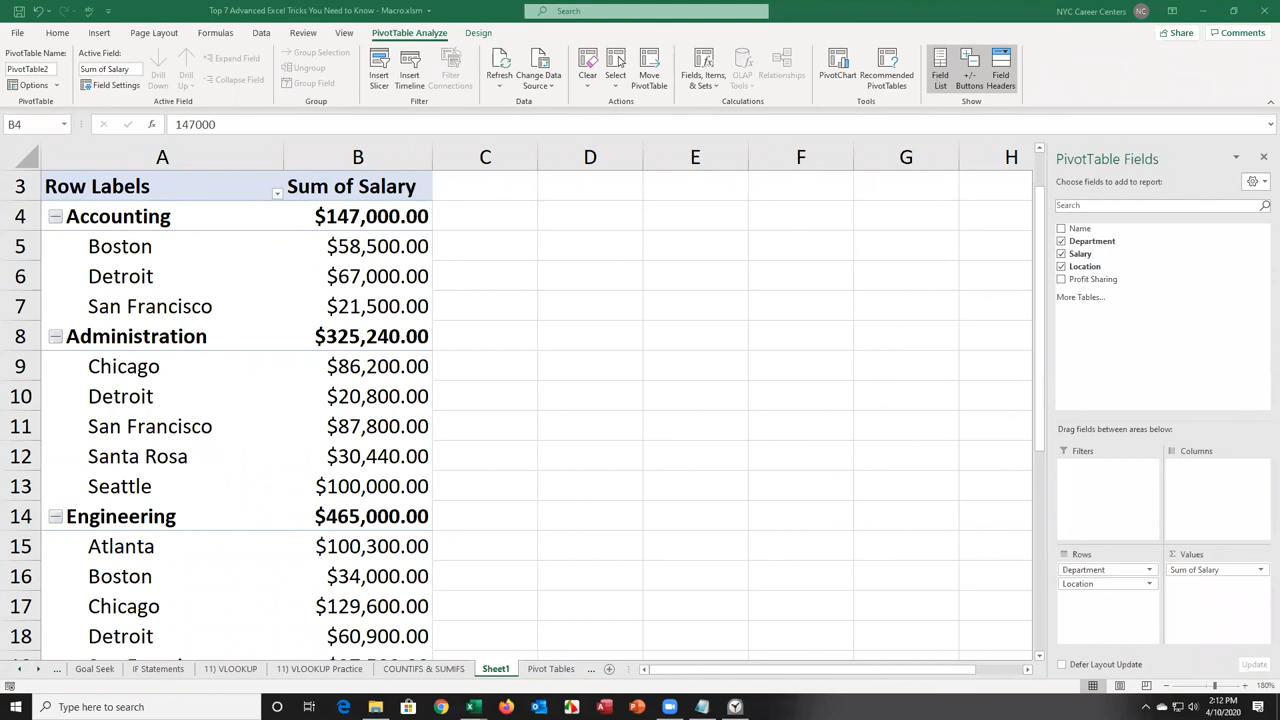 Top 7 Advanced Excel Tricks You Need to Know - Macro.xlsm
Search
NYC Career Centers NC
File Home Insert Page Layout Formulas Data Review View PivotTable Analyze Design Share Comments
PivotTable Name:
PivotTable2
Options
PivotTable
Active Field:
Sum of Salary
Field Settings
Drill Down
Drill Up
Expand Field
Collapse Field
Active Field
Group Selection
Ungroup
Group Field
Group
Insert Slicer
Insert Timeline
Filter Connections
Filter
Refresh
Change Data Source
Data
Clear
Select
Move PivotTable
Actions
Fields, Items, & Sets
OLAP Tools
Relationships
Calculations
PivotChart
Recommended PivotTables
Tools
Field List
+/- Buttons
Field Headers
Show
B4 fx 147000
A B C D E F G H
3 Row Labels Sum of Salary
4 Accounting $147,000.00
5 Boston $58,500.00
6 Detroit $67,000.00
7 San Francisco $21,500.00
8 Administration $325,240.00
9 Chicago $86,200.00
10 Detroit $20,800.00
11 San Francisco $87,800.00
12 Santa Rosa $30,440.00
13 Seattle $100,000.00
14 Engineering $465,000.00
15 Atlanta $100,300.00
16 Boston $34,000.00
17 Chicago $129,600.00
18 Detroit $60,900.00
PivotTable Fields
Choose fields to add to report:
Search
Name
Department
Salary
Location
Profit Sharing
More Tables...
Drag fields between areas below:
Filters
Columns
Rows
Department
Location
Σ Values
Sum of Salary
Defer Layout Update Update
... Goal Seek IF Statements 11) VLOOKUP 11) VLOOKUP Practice COUNTIFS & SUMIFS Sheet1 Pivot Tables ...
180%
Type here to search
2:12 PM
4/10/2020